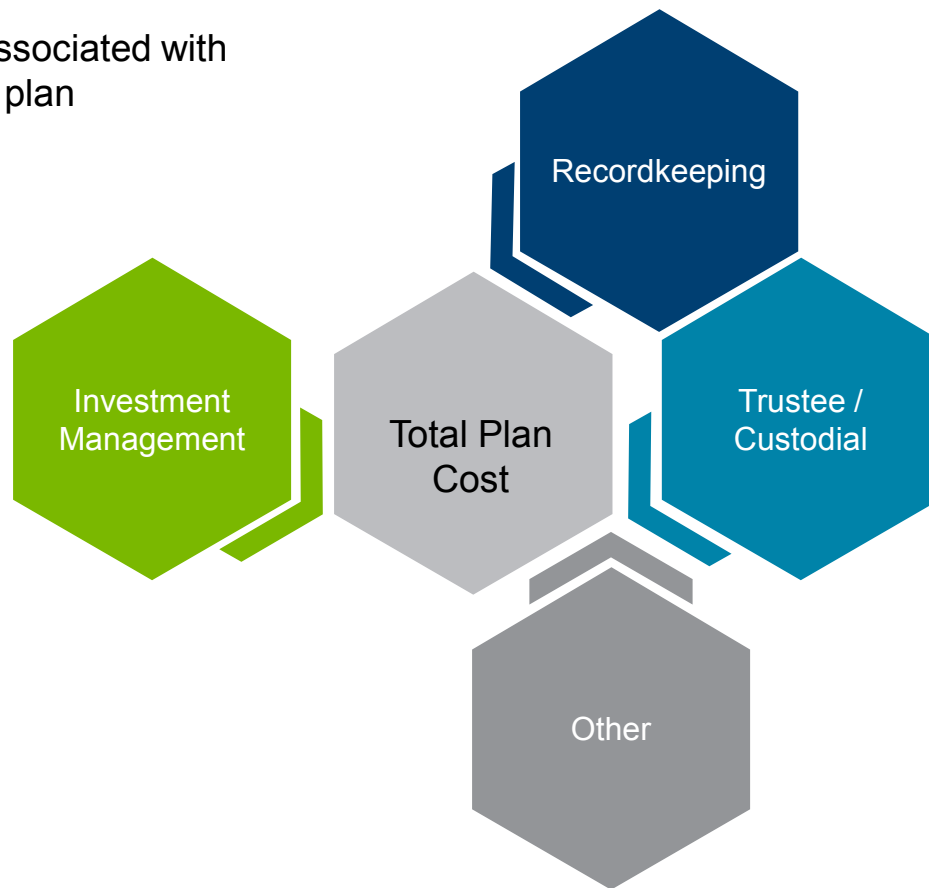 ssociated with
plan
Recordkeeping
Investment
Management
Total Plan
Cost
Trustee /
Custodial
Other